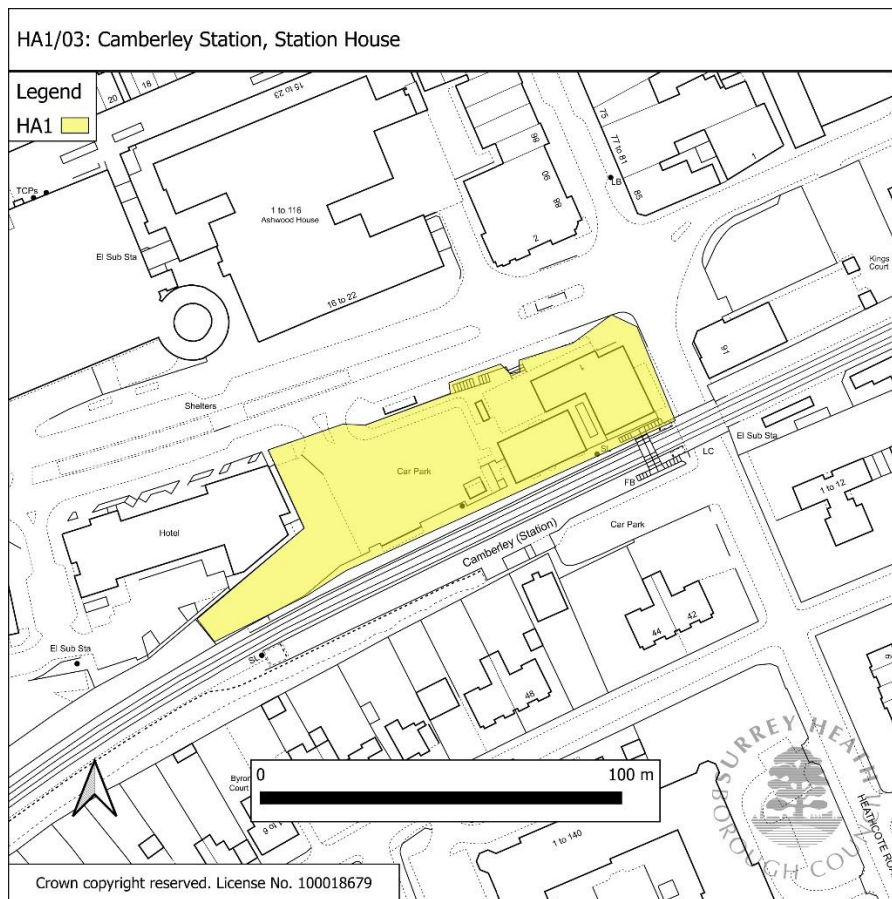 HA1/03: Camberley Station, Station House
Legend
HA1
20
18
15 to 23
TCPs
El Sub Sta
1 to 116
Ashwood House
16 to 22
98
90
88
2
75
77 to 81
85
1
LB
Kings
Court
91
Shelters
Car Park
SL
Hotel
El Sub Sta
LC
FB
Camberley (Station)
Car Park
1 to 12
El Sub Sta
SL
44
42
48
Byron
Court
1 to 140
HEATHCOTE
0
100 m
SURREY HEATH
BOROUGH COUNCIL
Crown copyright reserved. License No. 100018679